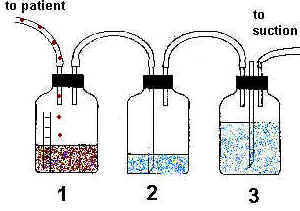 to patient
to
suction
1
2
3